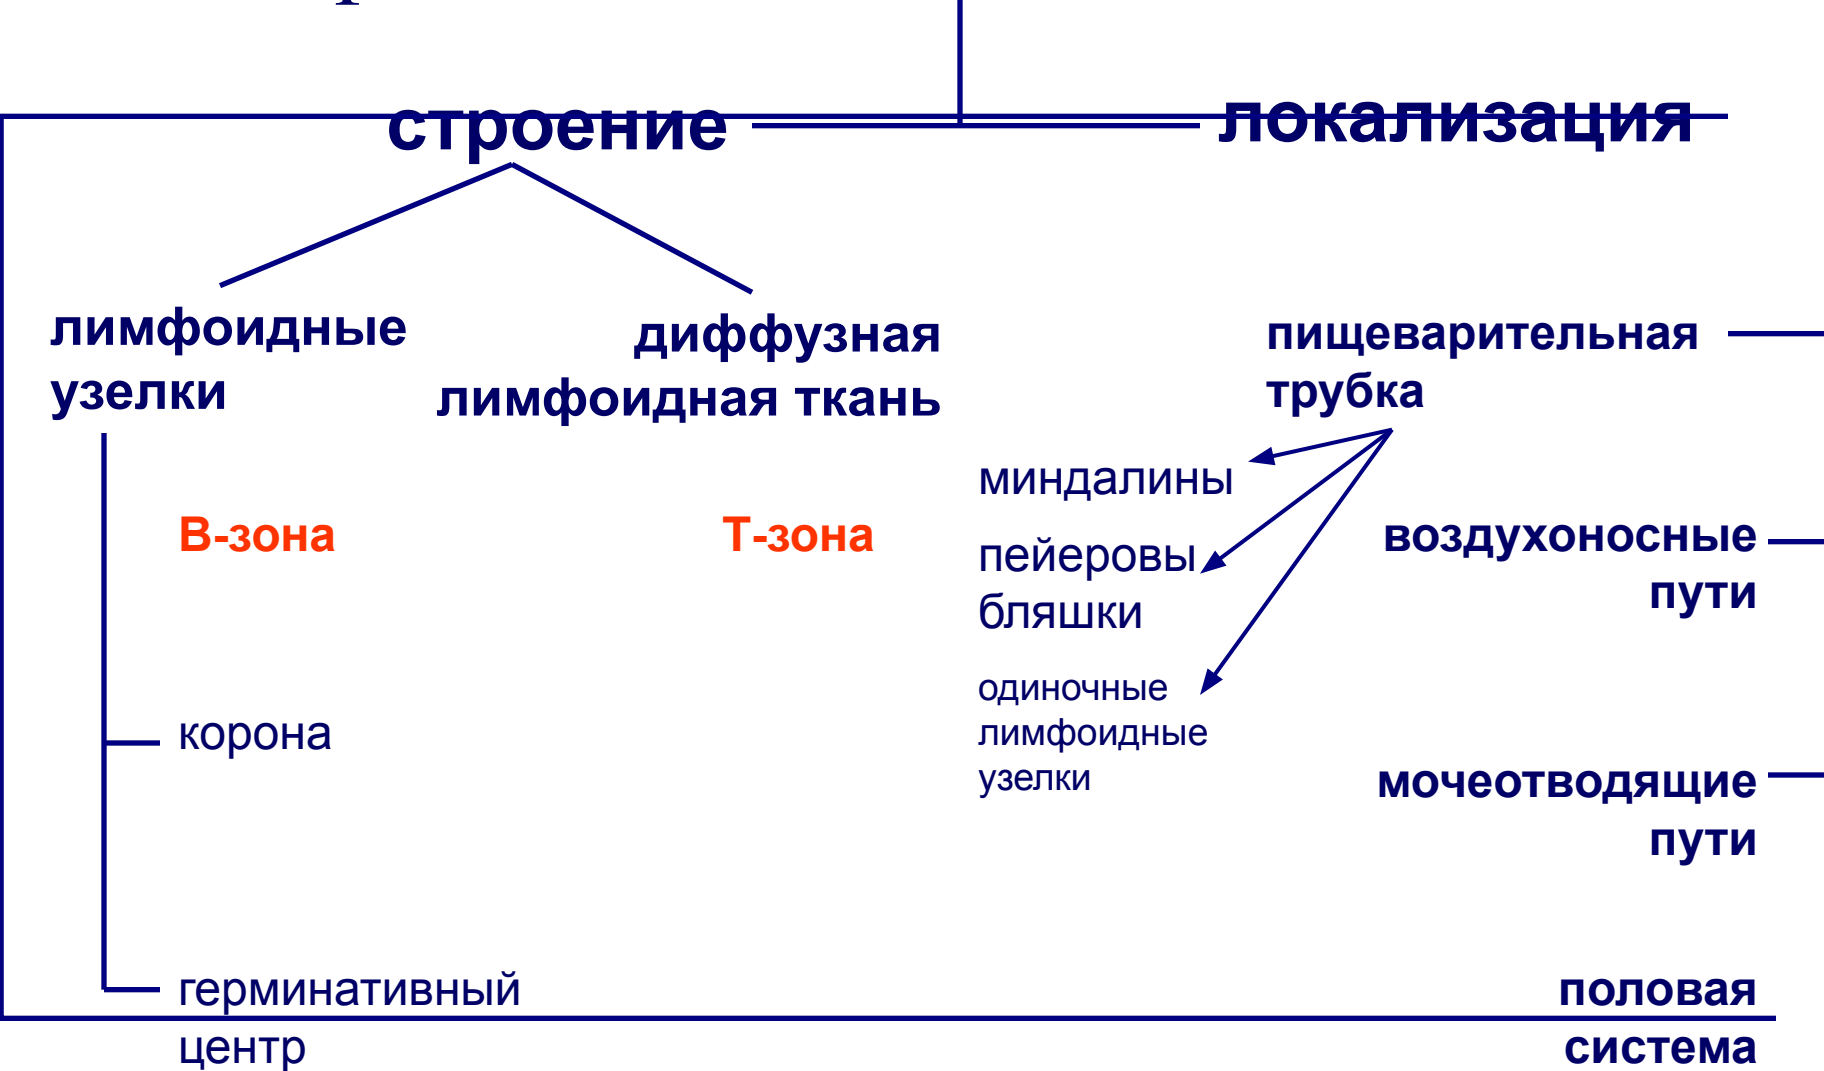 строение
локализация
лимфоидные
узелки
диффузная
лимфоидная ткань
В-зона
Т-зона
корона
герминативный
центр
пищеварительная
трубка
миндалины
пейеровы
бляшки
одиночные
лимфоидные
узелки
воздухоносные
пути
мочеотводящие
пути
половая
система